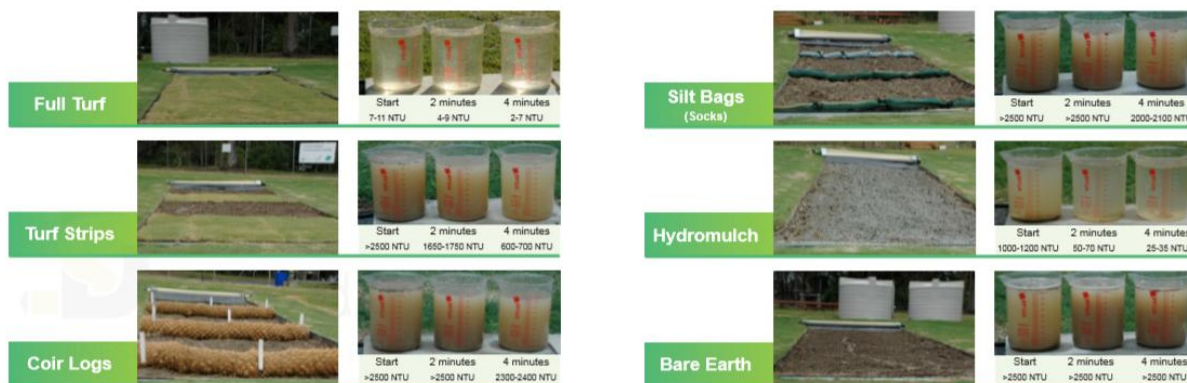 Full Turf
Start 2 minutes 4 minutes
7-11 NTU 4-9 NTU 2-7 NTU
Turf Strips
Start 2 minutes 4 minutes
>2500 NTU 1650-1750 NTU 600-700 NTU
Coir Logs
Start 2 minutes 4 minutes
>2500 NTU >2500 NTU 2300-2400 NTU
Silt Bags
(Socks)
Start 2 minutes 4 minutes
>2500 NTU >2500 NTU 2000-2100 NTU
Hydromulch
Start 2 minutes 4 minutes
1000-1200 NTU 50-70 NTU 25-35 NTU
Bare Earth
Start 2 minutes 4 minutes
>2500 NTU >2500 NTU >2500 NTU